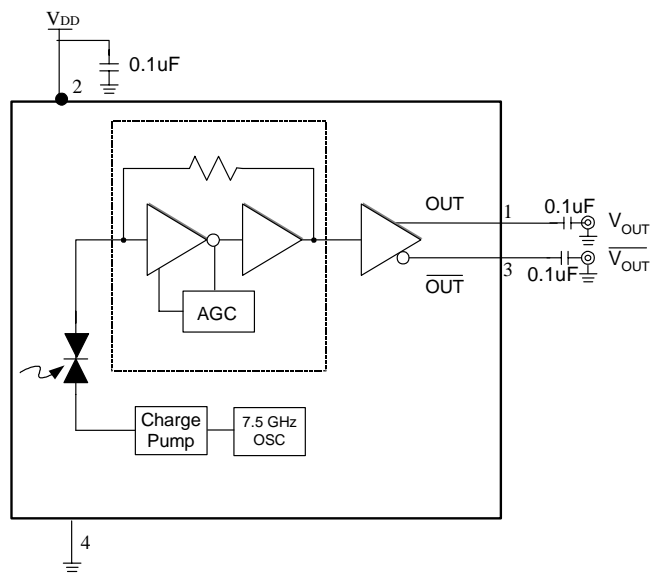 VDD
0.1uF
2
OUT
1
0.1uF
VOUT
OUT
3
0.1uF
VOUT
AGC
Charge
Pump
7.5 GHz
OSC
4